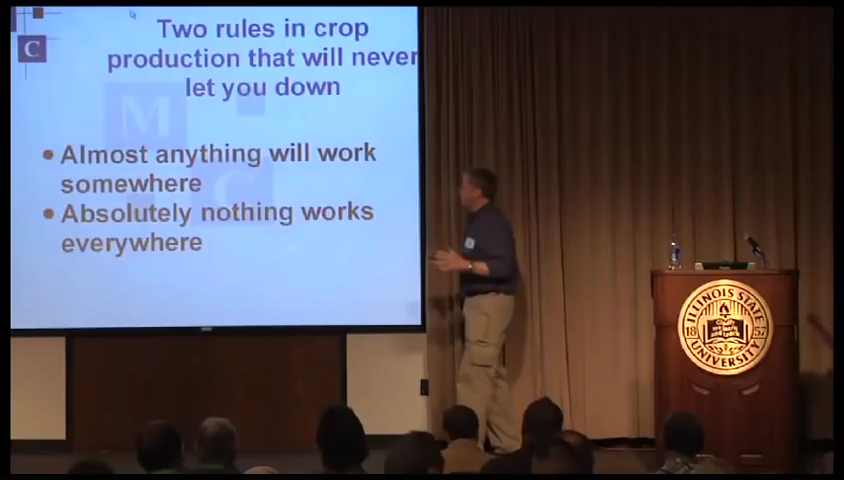 C
Two rules in crop
production that will never
let you down
M
C
• Almost anything will work
somewhere
• Absolutely nothing works
everywhere
ILLINOIS STATE
18 57
UNIVERSITY